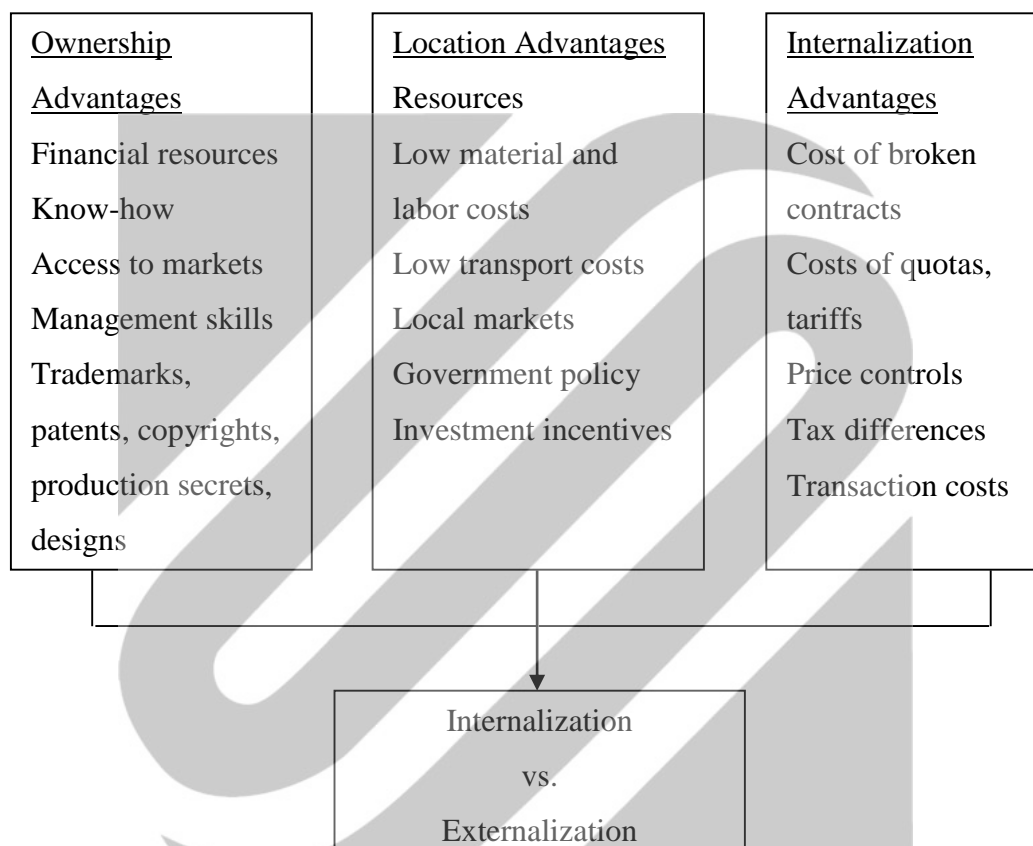 Ownership
Advantages
Financial resources
Know-how
Access to markets
Management skills
Trademarks,
patents, copyrights,
production secrets,
designs
Location Advantages
Resources
Low material and
labor costs
Low transport costs
Local markets
Government policy
Investment incentives
Internalization
Advantages
Cost of broken
contracts
Costs of quotas,
tariffs
Price controls
Tax differences
Transaction costs
Internalization
vs.
Externalization